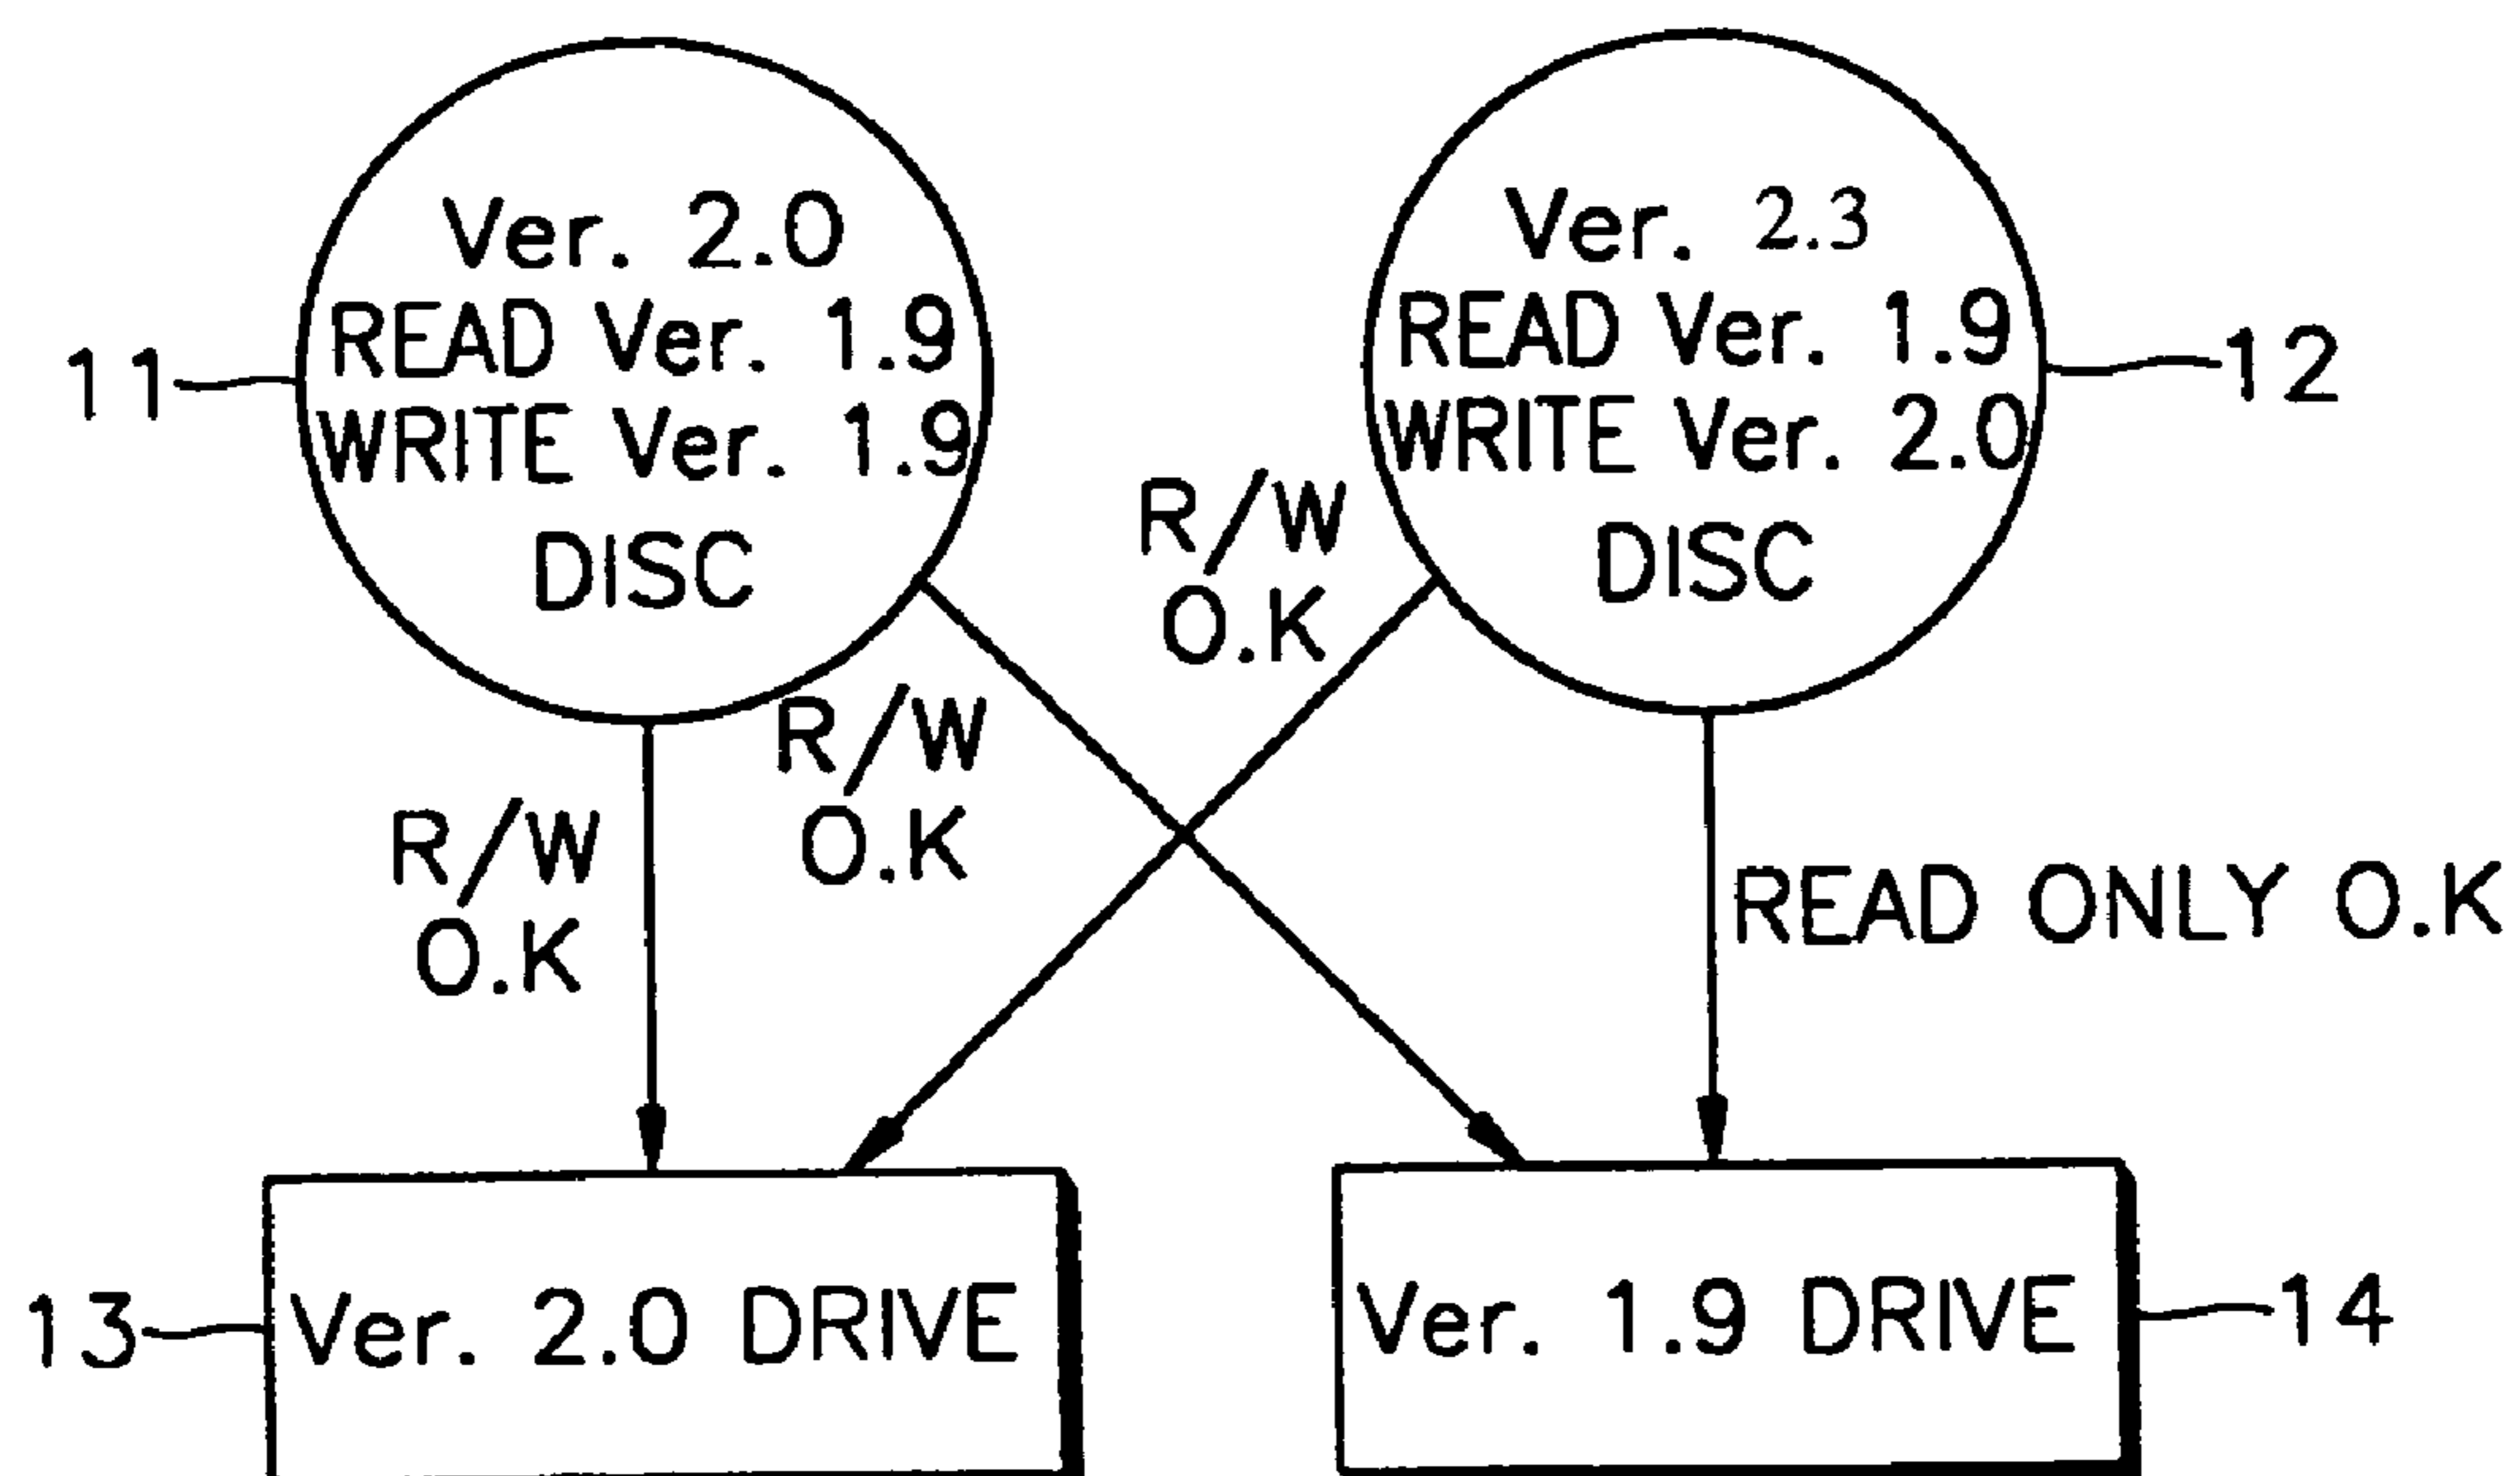 Ver. 2.0
READ Ver. 1.9
WRITE Ver. 1.9
DISC
11
Ver. 2.3
READ Ver. 1.9
WRITE Ver. 2.0
DISC
12
R/W
O.K
R/W
O.K
R/W
O.K
READ ONLY O.K
13
Ver. 2.0 DRIVE
Ver. 1.9 DRIVE
14